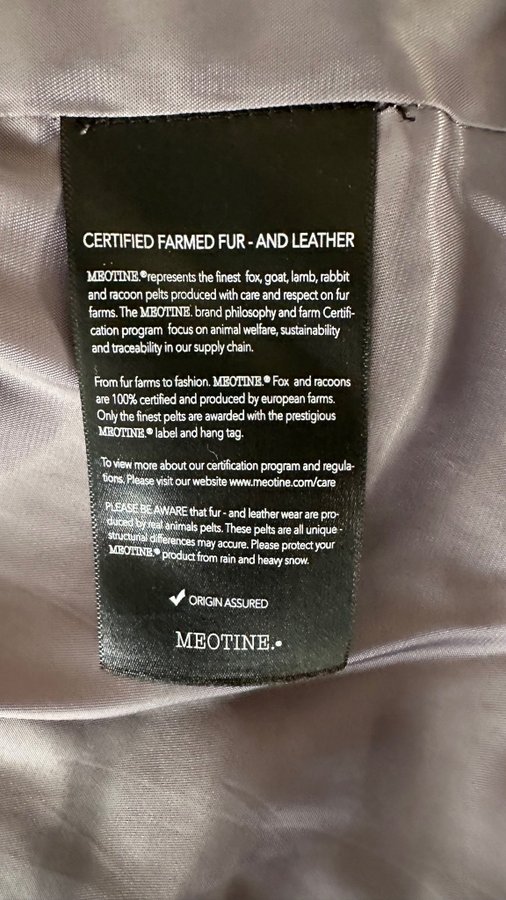 CERTIFIED FARMED FUR - AND LEATHER
MEOTINE.® represents the finest fox, goat, lamb, rabbit
and racoon pelts produced with care and respect on fur
farms. The MEOTINE. brand philosophy and farm Certifi-
cation program focus on animal welfare, sustainability
and traceability in our supply chain.
From fur farms to fashion. MEOTINE.® Fox and racoons
are 100% certified and produced by european farms.
Only the finest pelts are awarded with the prestigious
MEOTINE.® label and hang tag.
To view more about our certification program and regula-
tions. Please visit our website www.meotine.com/care
PLEASE BE AWARE that fur - and leather wear are pro-
duced by real animals pelts. These pelts are all unique -
structural differences may accure. Please protect your
MEOTINE.® product from rain and heavy snow.
✓ ORIGIN ASSURED
MEOTINE.®